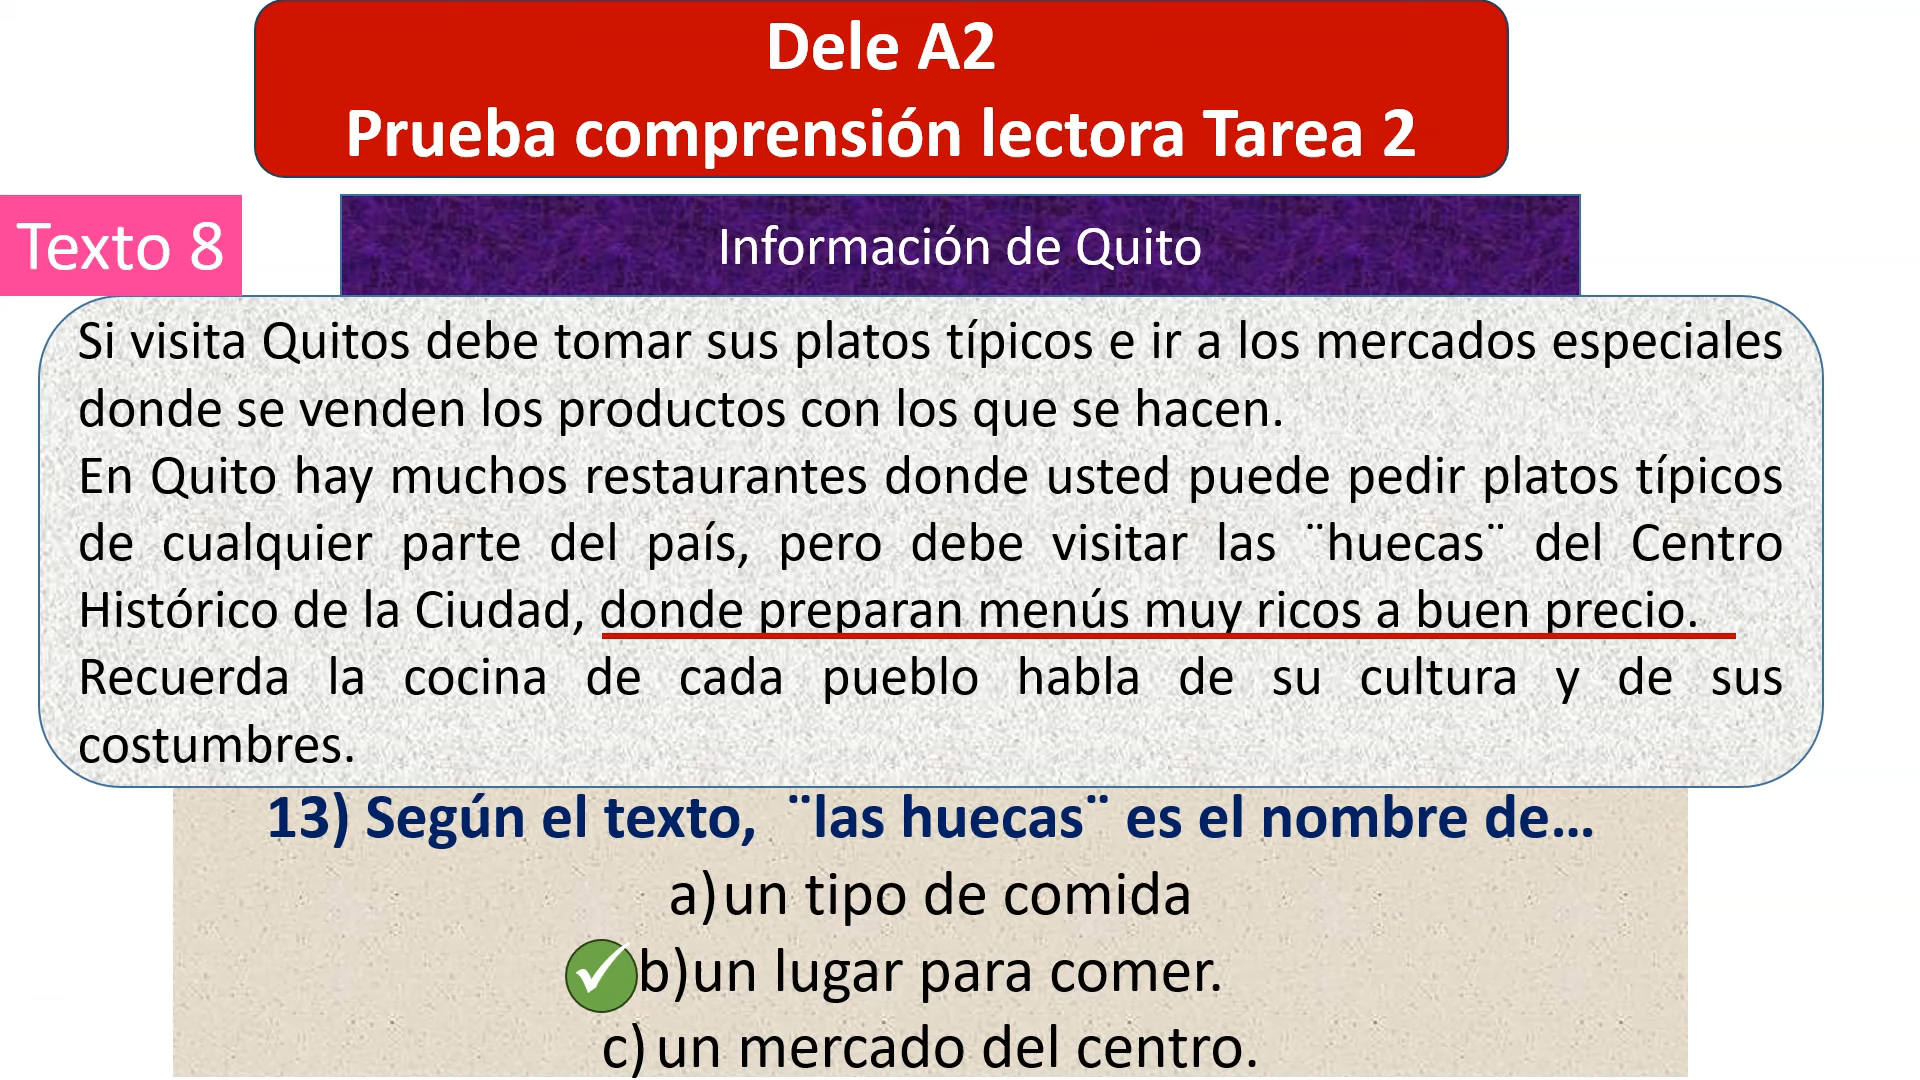 Dele A2
Prueba comprensión lectora Tarea 2
Texto 8
Información de Quito
Si visita Quitos debe tomar sus platos típicos e ir a los mercados especiales
donde se venden los productos con los que se hacen.
En Quito hay muchos restaurantes donde usted puede pedir platos típicos
de cualquier parte del país, pero debe visitar las ¨huecas¨ del Centro
Histórico de la Ciudad, donde preparan menús muy ricos a buen precio.
Recuerda la cocina de cada pueblo habla de su cultura y de sus
costumbres.
13) Según el texto, ¨las huecas¨ es el nombre de...
a) un tipo de comida
b) un lugar para comer.
c) un mercado del centro.